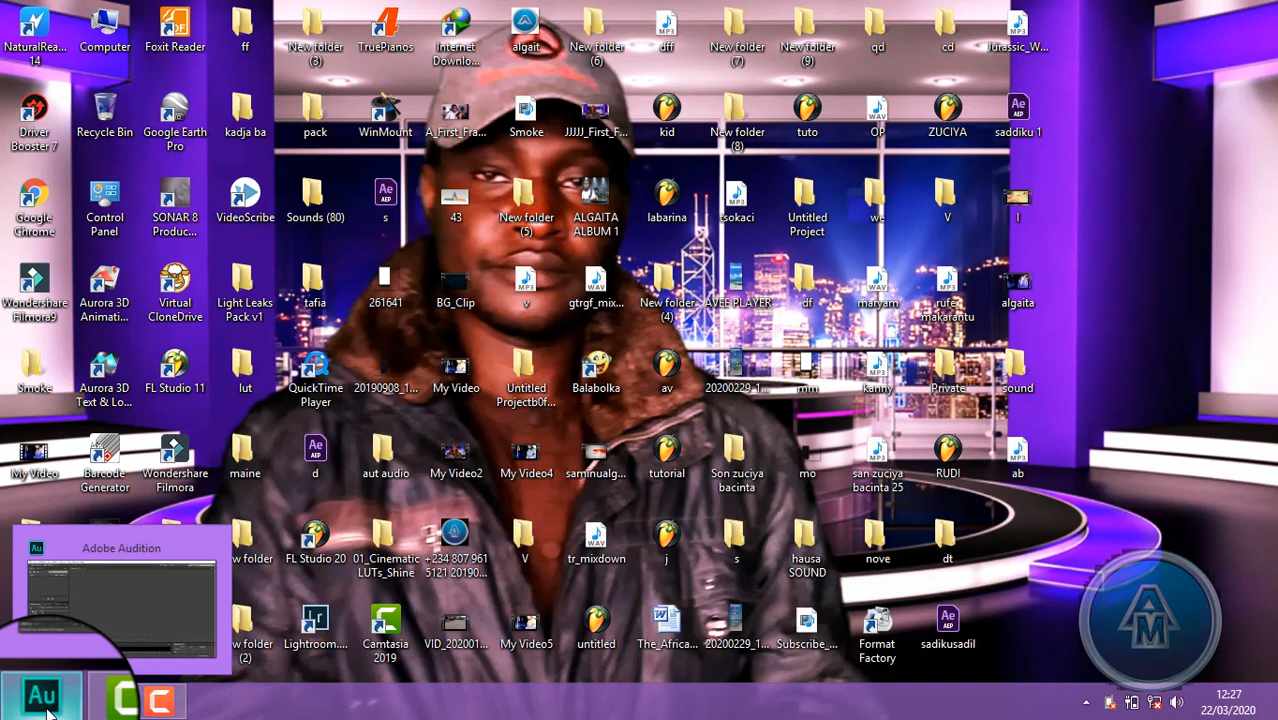 NaturalRea...
14
Computer
Foxit Reader
ff
New folder
(3)
TruePianos
Internet
Downlo...
algait
New folder
(6)
dff
New folder
(7)
New folder
(9)
qd
cd
Jurassic_W...
Driver
Booster 7
Recycle Bin
Google Earth
Pro
kadja ba
pack
WinMount
A_First_Fra...
Smoke
JJJJJ_First_F...
kid
New folder
(8)
tuto
OP
ZUCIYA
saddiku 1
Google
Chrome
Control
Panel
SONAR 8
Produc...
VideoScribe
Sounds (80)
s
43
New folder
(5)
ALGAITA
ALBUM 1
labarina
tsokaci
Untitled
Project
we
V
l
Wondershare
Filmora9
Aurora 3D
Animati...
Virtual
CloneDrive
Light Leaks
Pack v1
tafia
261641
BG_Clip
v
gtrgf_mix...
New folder
(4)
AVEE PLAYER
df
maryam
rufer
makarantu
algaita
Smoke
Aurora 3D
Text & Lo...
FL Studio 11
lut
QuickTime
Player
20190908_1...
My Video
Untitled
Projectb0f...
Balabolka
av
20200229_1...
mm
kanny
Private
sound
My Video
Barcode
Generator
Wondershare
Filmora
maine
d
aut audio
My Video2
My Video4
saminualg...
tutorial
Son zuciya
bacinta
mo
san zuciya
bacinta 25
RUDI
ab
Adobe Audition
w folder
FL Studio 20
01_Cinematic
LUTs_Shine
+234 807 961
5121 20190...
V
tr_mixdown
j
s
hausa
SOUND
nove
dt
w folder
(2)
Lightroom....
Camtasia
2019
VID_202001...
My Video5
untitled
The_Africa...
20200229_1...
Subscribe_...
Format
Factory
sadikusadil
AM
Au
12:27
22/03/2020